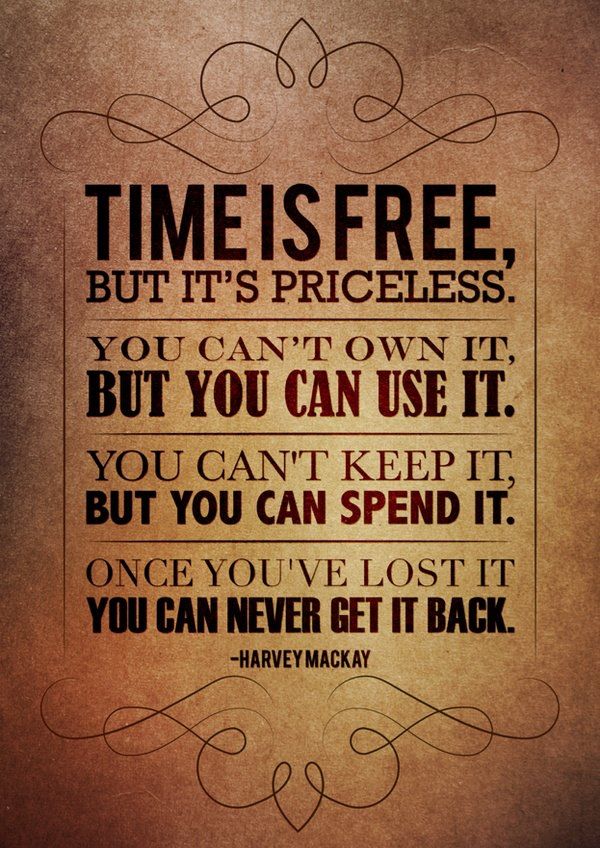 TIME IS FREE,
BUT IT'S PRICELESS.
YOU CAN'T OWN IT,
BUT YOU CAN USE IT.
YOU CAN'T KEEP IT,
BUT YOU CAN SPEND IT.
ONCE YOU'VE LOST IT
YOU CAN NEVER GET IT BACK.
-HARVEY MACKAY